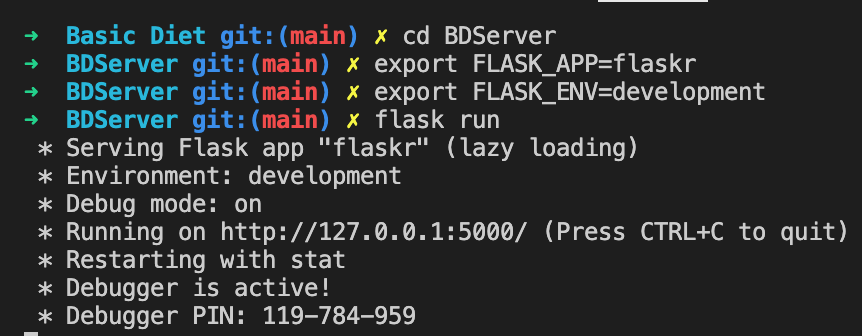 ➜  Basic Diet git:(main) ✗ cd BDServer
➜  BDServer git:(main) ✗ export FLASK_APP=flaskr
➜  BDServer git:(main) ✗ export FLASK_ENV=development
➜  BDServer git:(main) ✗ flask run
 * Serving Flask app "flaskr" (lazy loading)
 * Environment: development
 * Debug mode: on
 * Running on http://127.0.0.1:5000/ (Press CTRL+C to quit)
 * Restarting with stat
 * Debugger is active!
 * Debugger PIN: 119-784-959